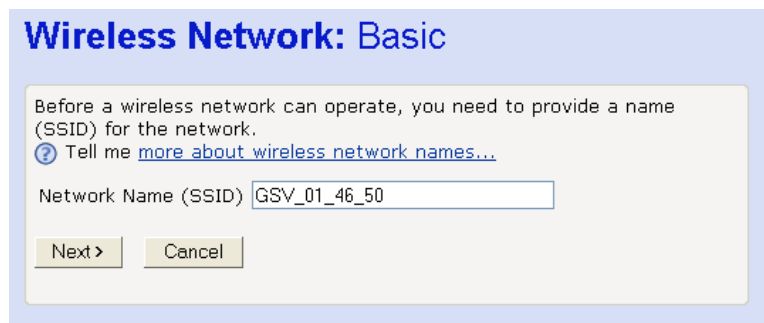 Wireless Network: Basic
Before a wireless network can operate, you need to provide a name
(SSID) for the network.
? Tell me more about wireless network names...
Network Name (SSID) GSV_01_46_50
Next> Cancel